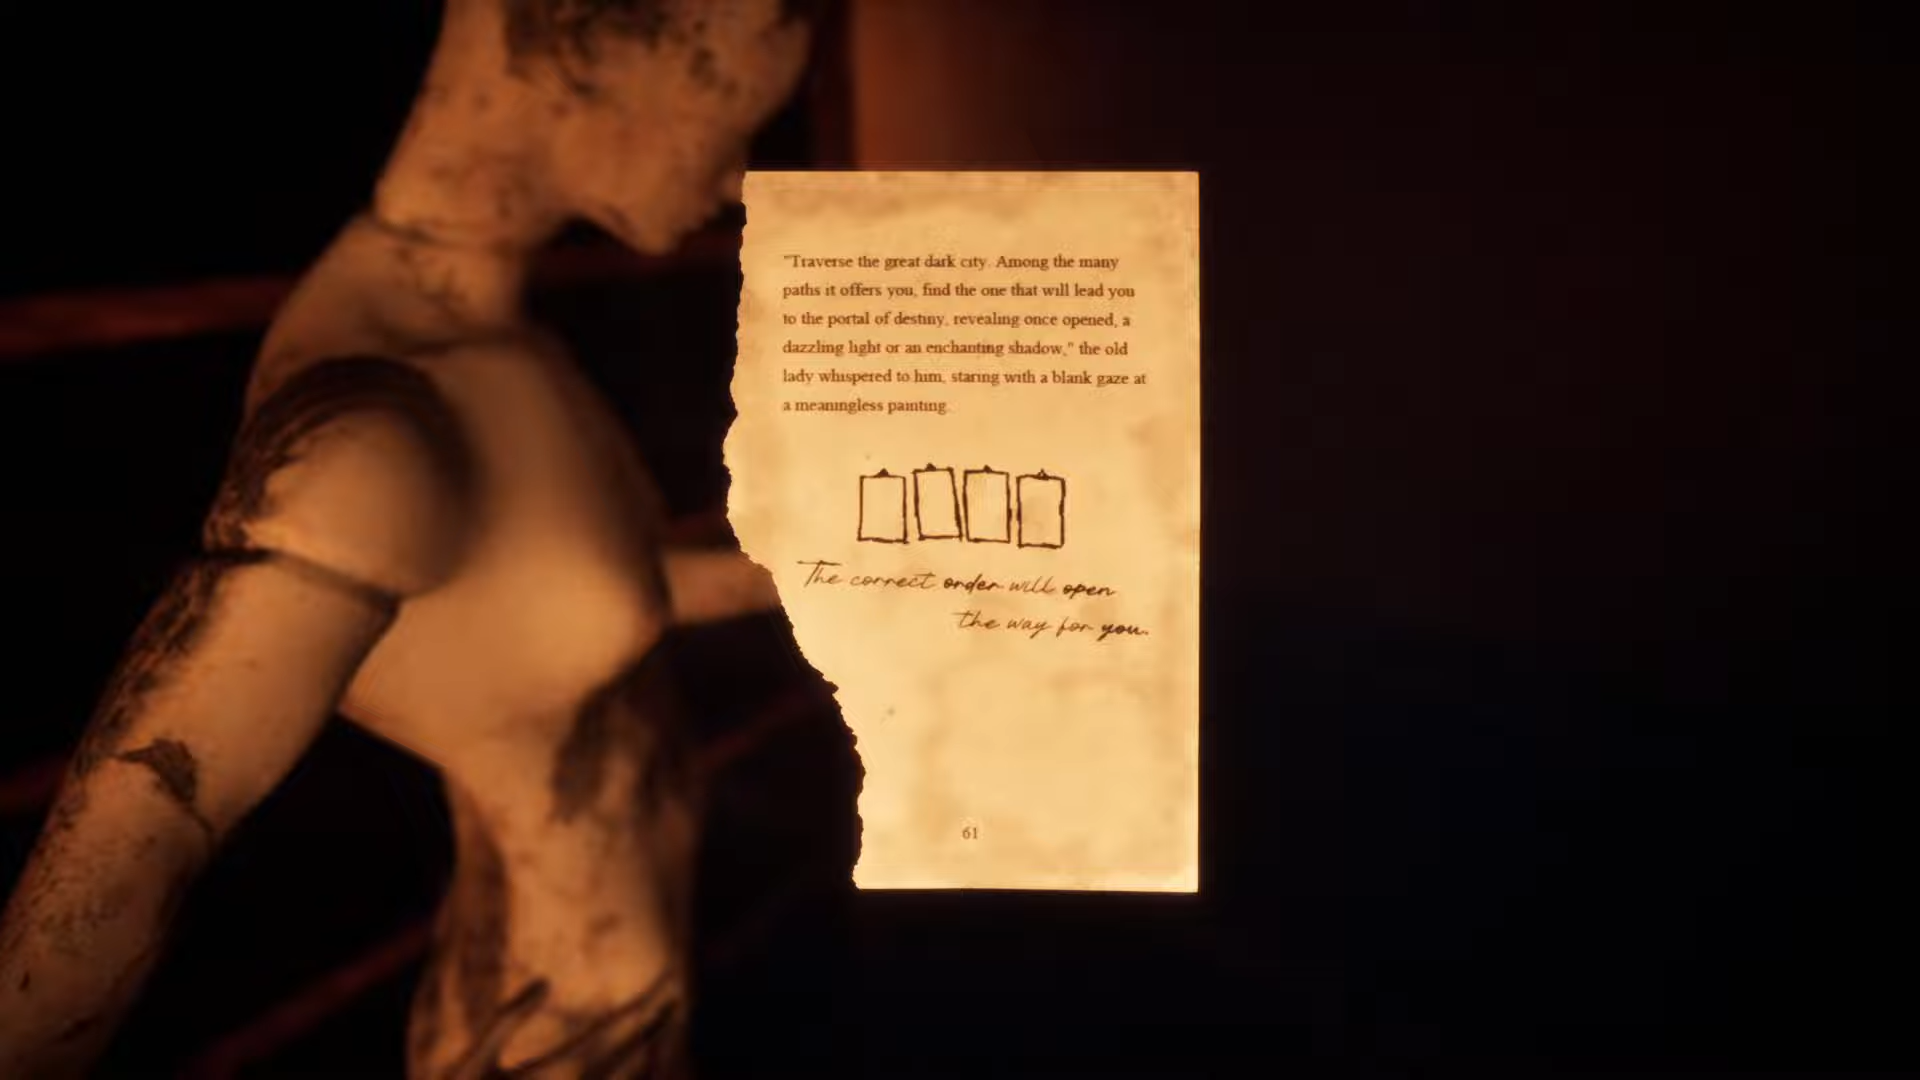 "Traverse the great dark city. Among the many
paths it offers you, find the one that will lead you
to the portal of destiny, revealing once opened, a
dazzling light or an enchanting shadow," the old
lady whispered to him, staring with a blank gaze at
a meaningless painting.
The correct order will open
the way for you.
61